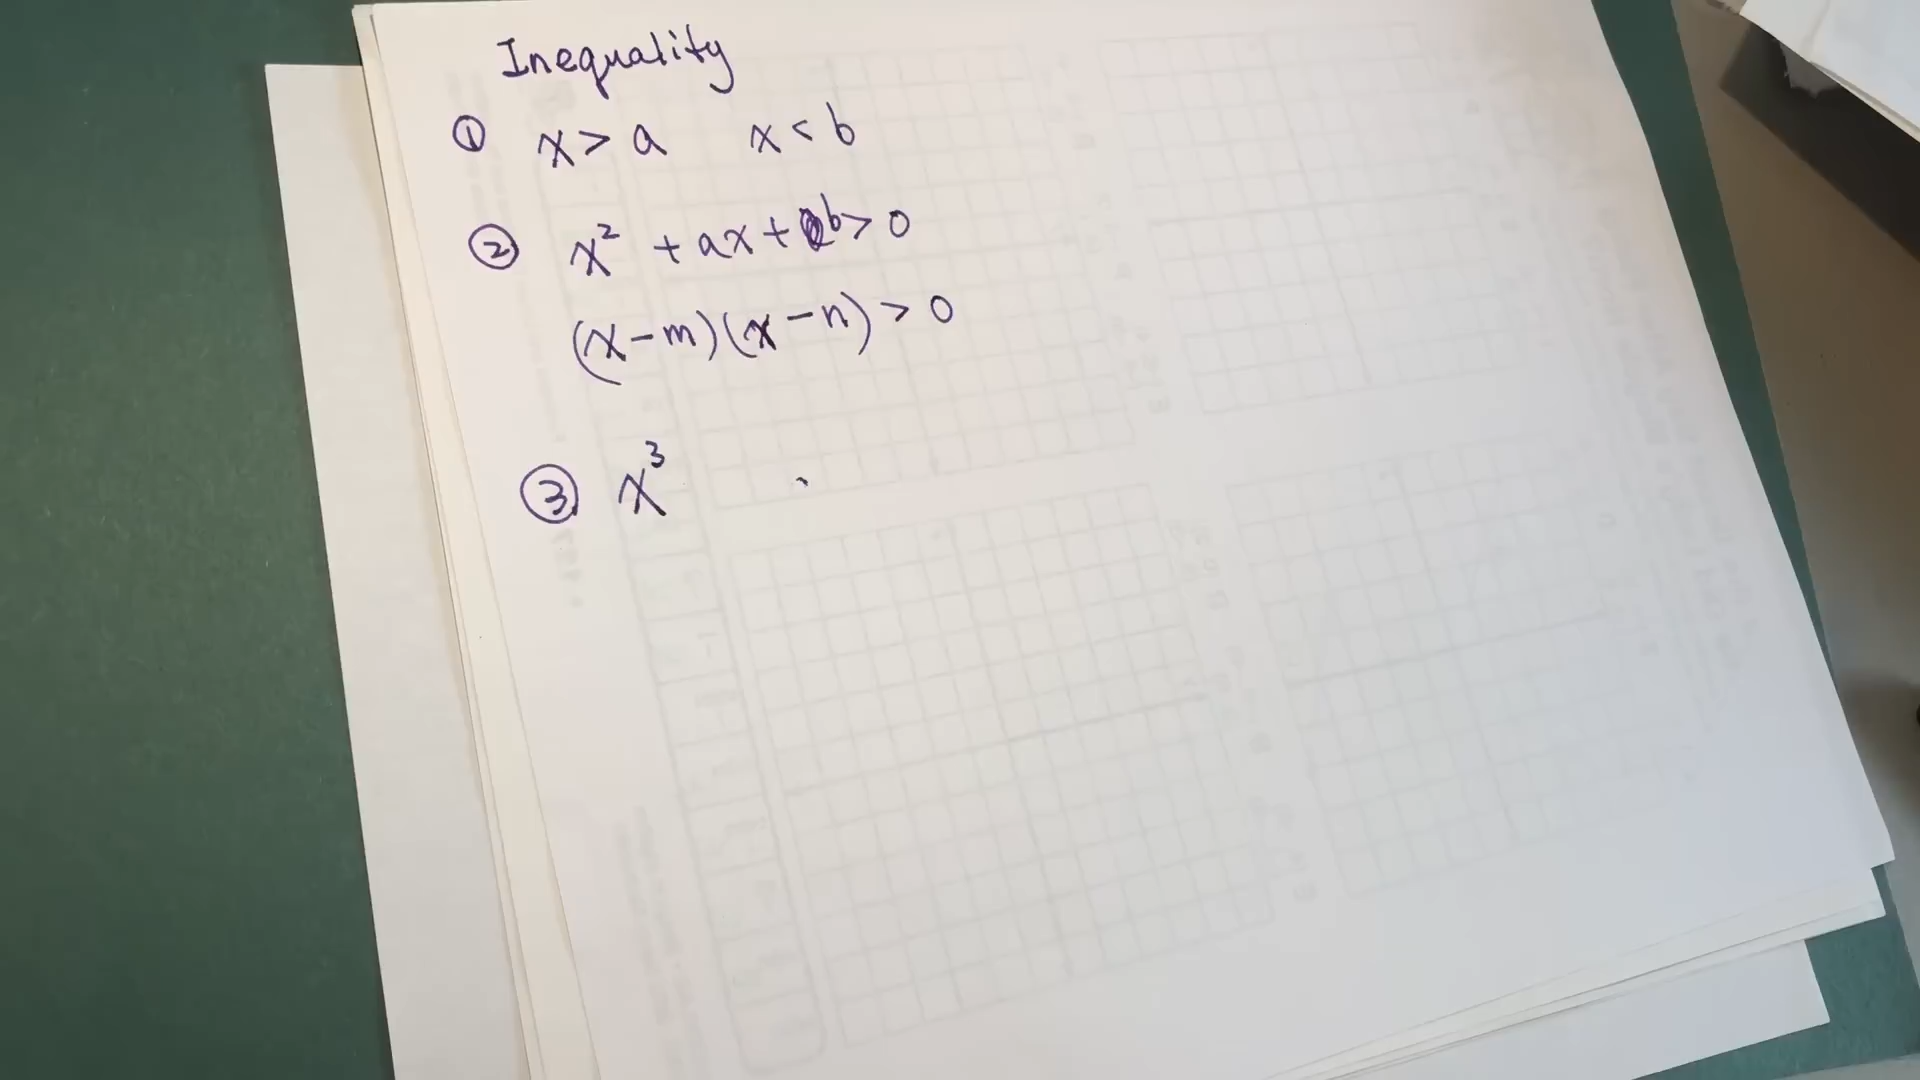 Inequality
① x > a x < b
② x² + ax + b > 0
(x - m)(x - n) > 0
③ x³